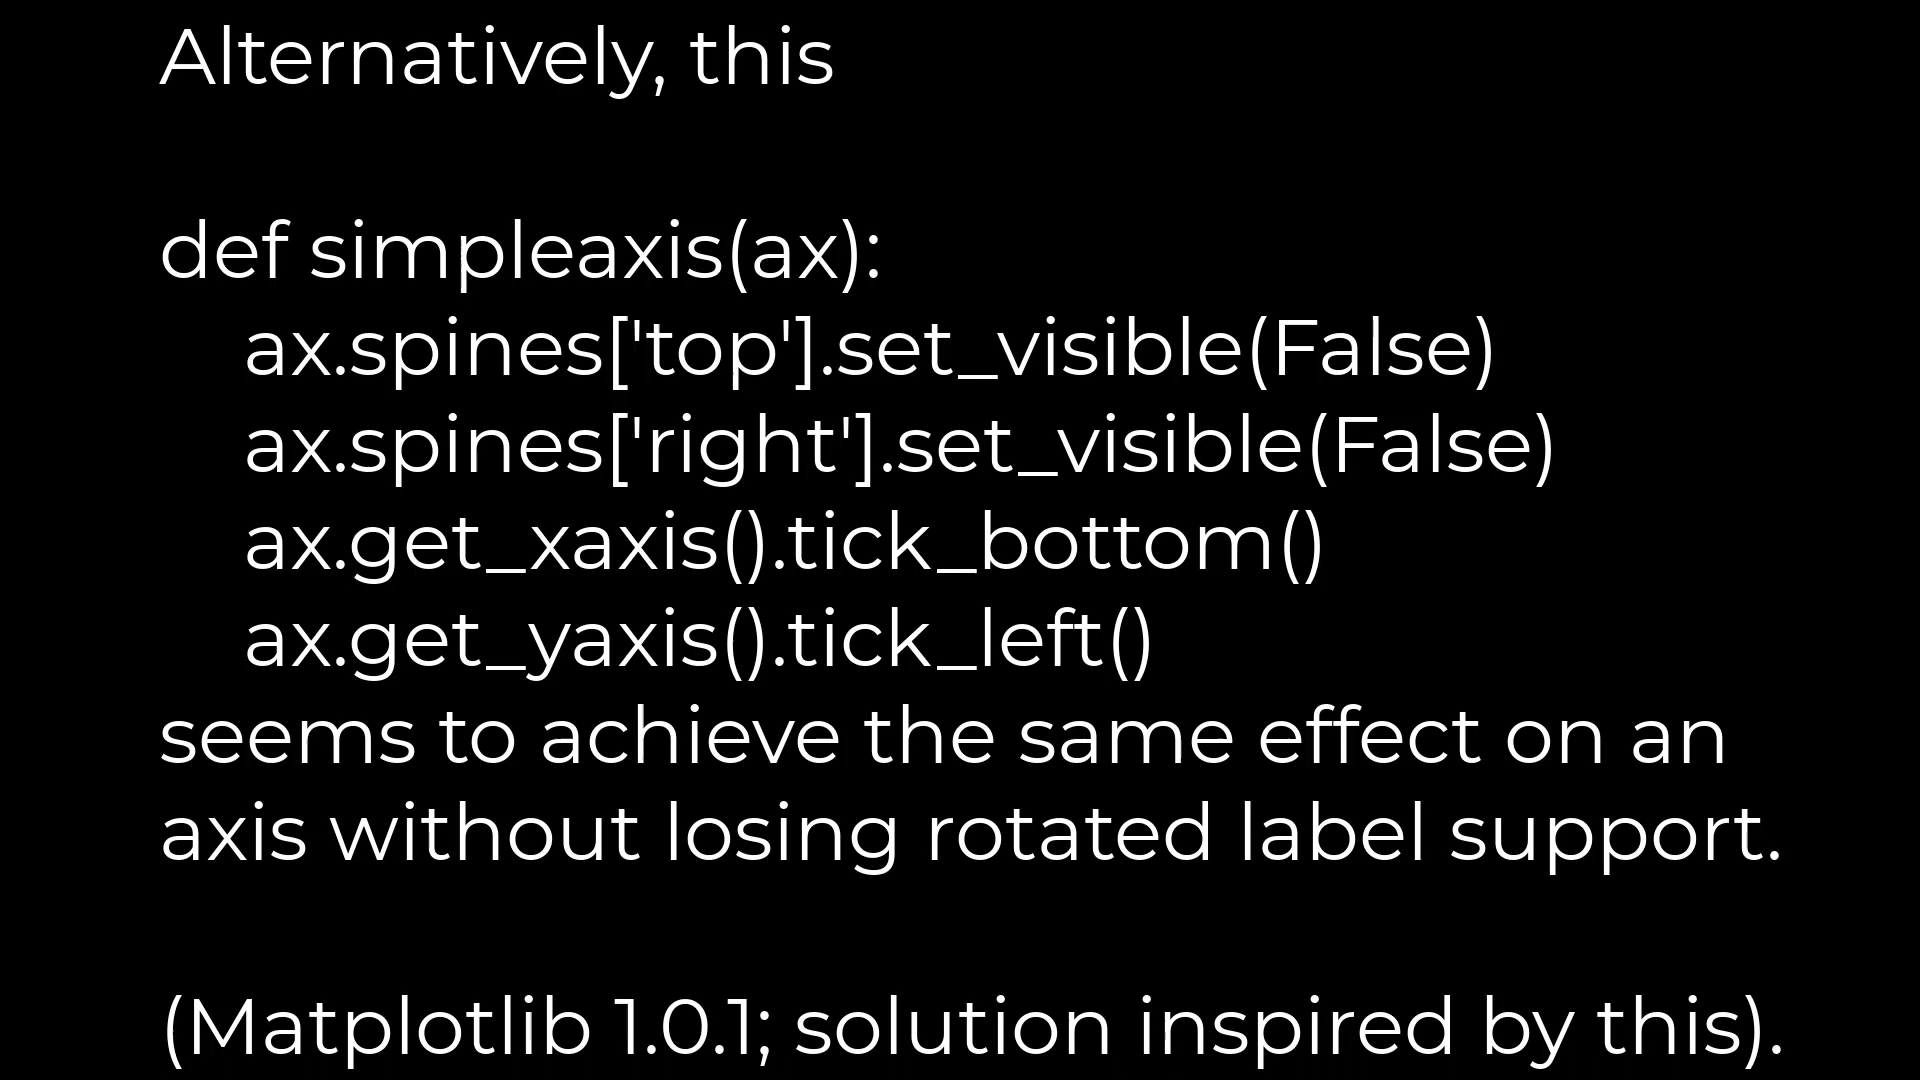 Alternatively, this
def simpleaxis(ax):
    ax.spines['top'].set_visible(False)
    ax.spines['right'].set_visible(False)
    ax.get_xaxis().tick_bottom()
    ax.get_yaxis().tick_left()
seems to achieve the same effect on an
axis without losing rotated label support.
(Matplotlib 1.0.1; solution inspired by this).